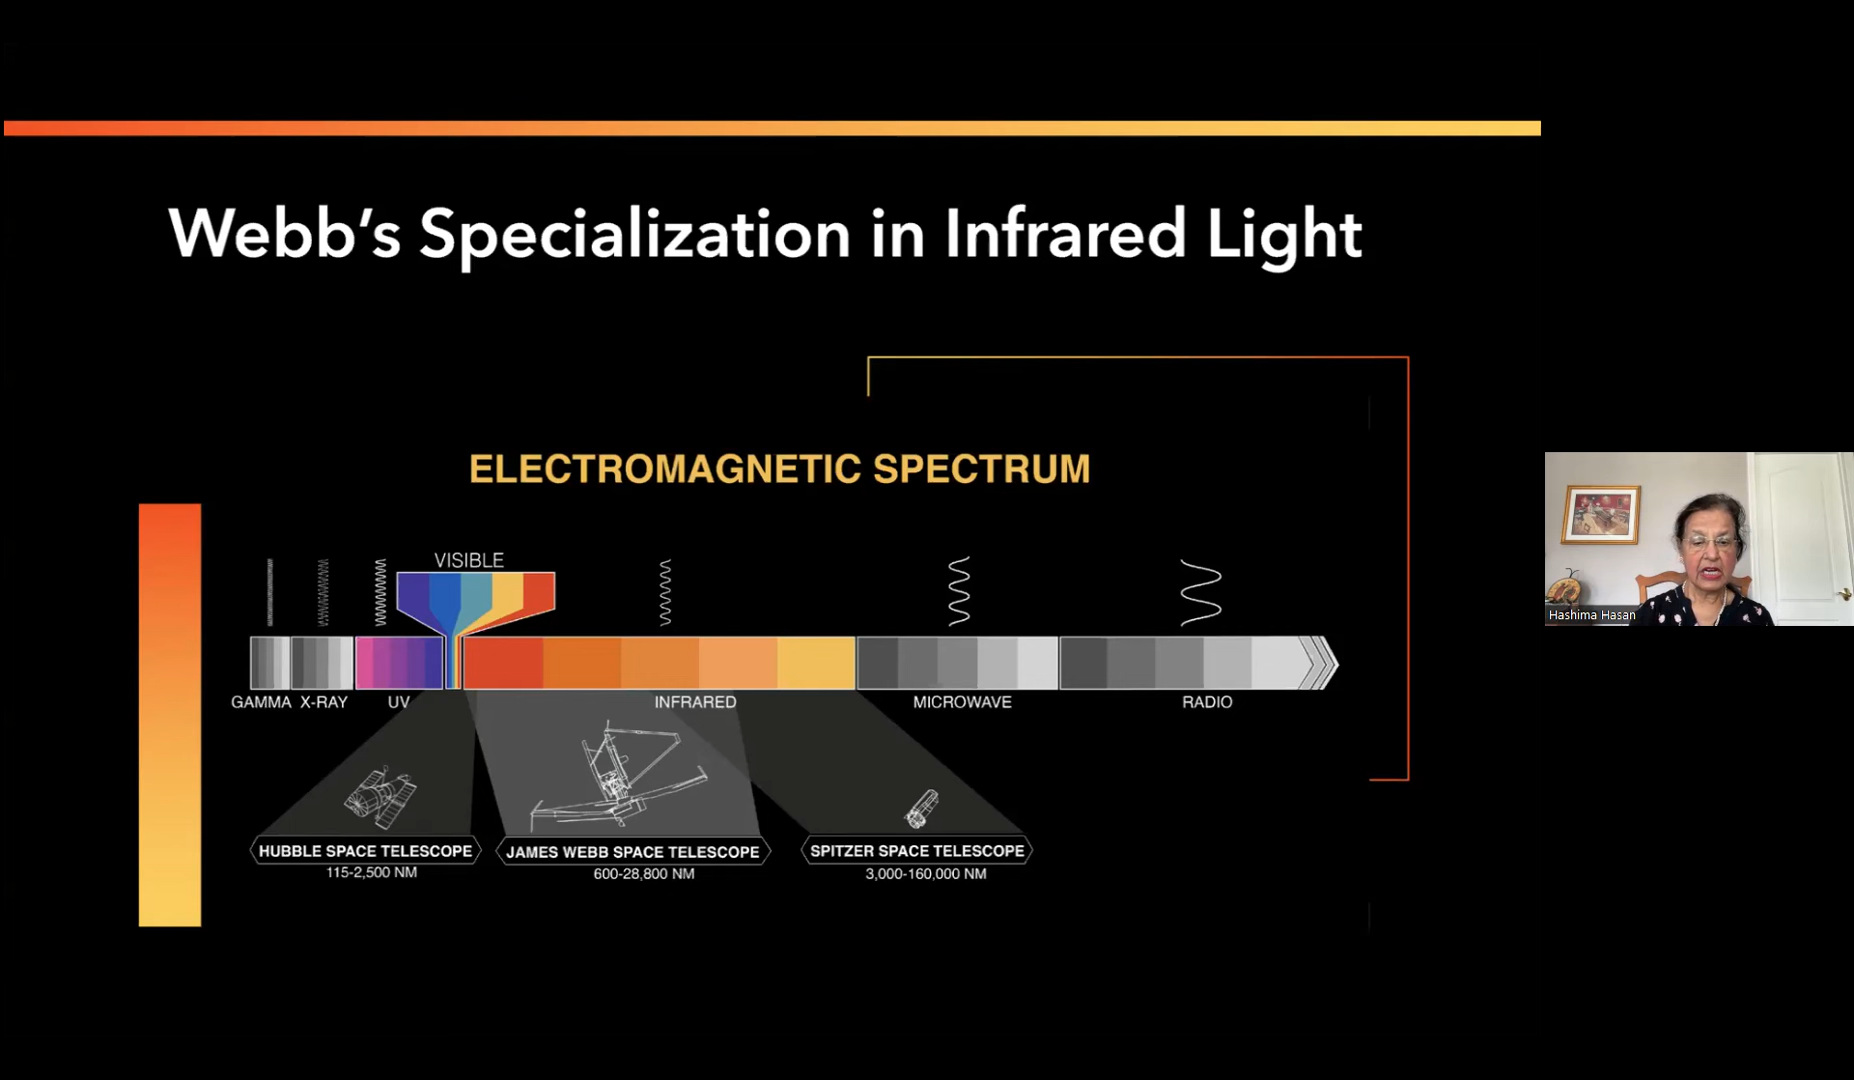 Webb’s Specialization in Infrared Light
ELECTROMAGNETIC SPECTRUM
VISIBLE
GAMMA X-RAY UV INFRARED MICROWAVE RADIO
HUBBLE SPACE TELESCOPE
115-2,500 NM
JAMES WEBB SPACE TELESCOPE
600-28,800 NM
SPITZER SPACE TELESCOPE
3,000-160,000 NM
Hashima Hasan